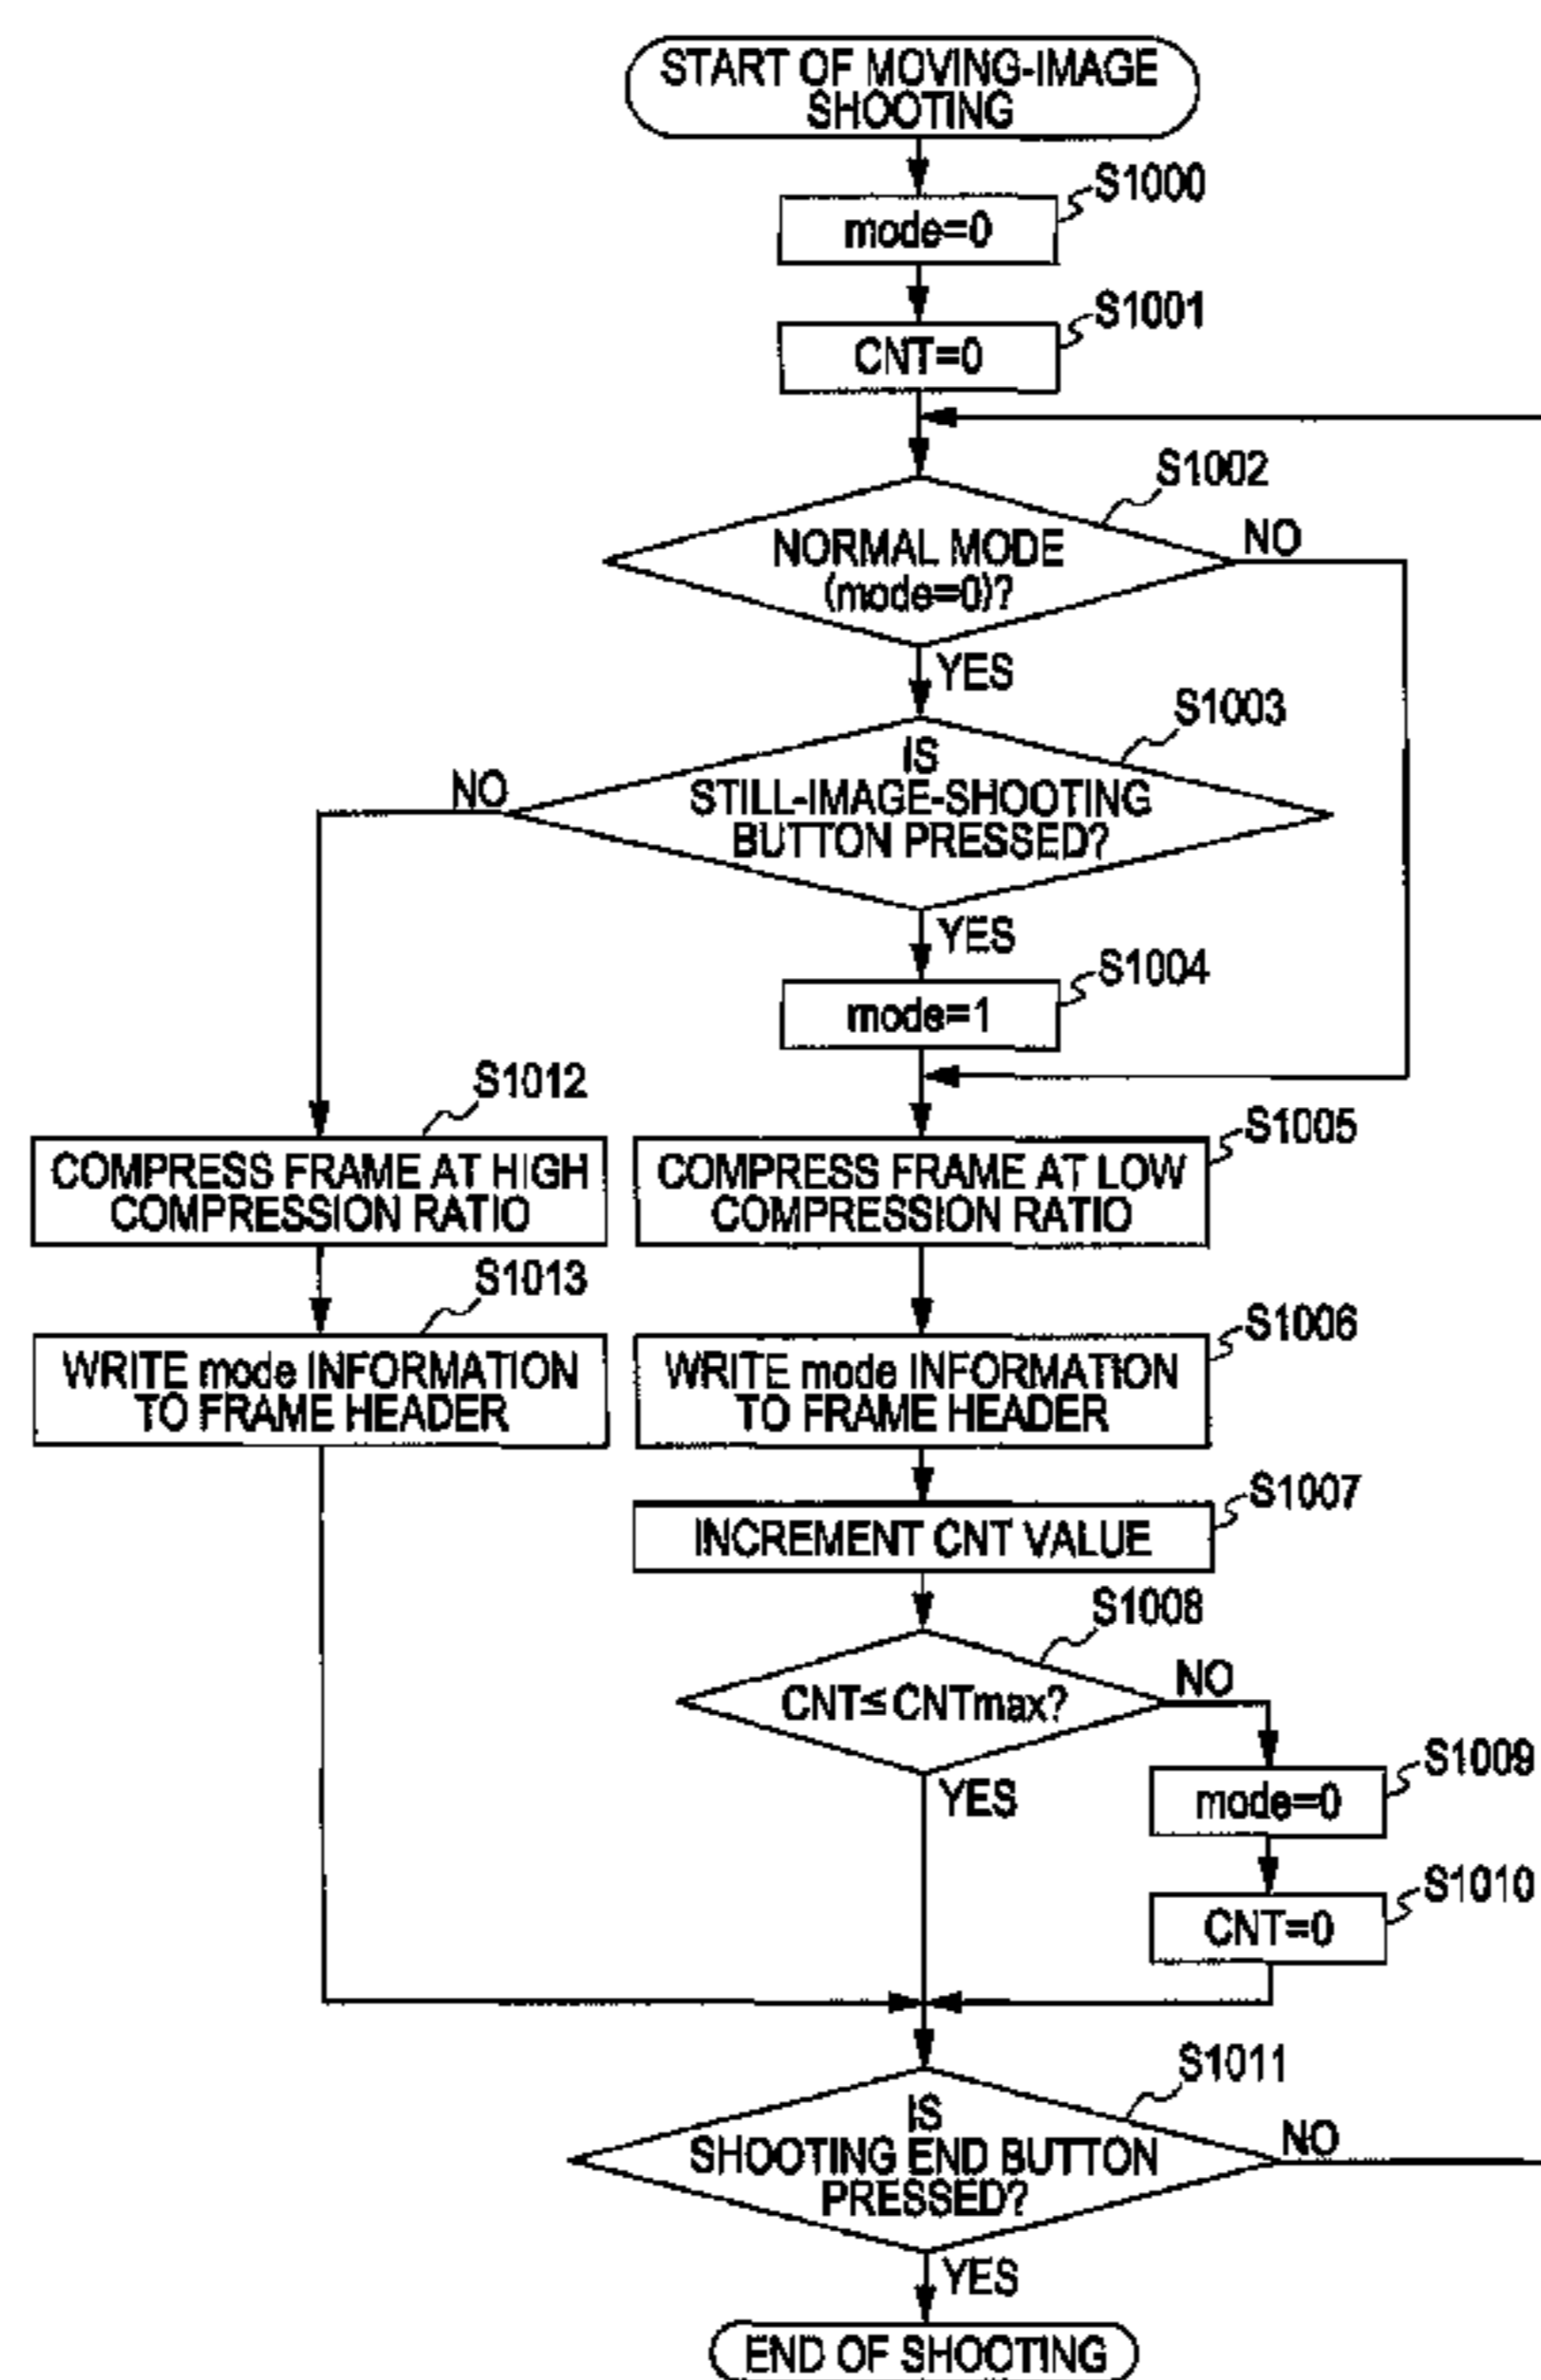 START OF MOVING-IMAGE
SHOOTING
S1000
mode=0
S1001
CNT=0
S1002
NORMAL MODE
(mode=0)?
NO
YES
S1003
IS
STILL-IMAGE-SHOOTING
BUTTON PRESSED?
NO
YES
S1004
mode=1
S1012
COMPRESS FRAME AT HIGH
COMPRESSION RATIO
S1005
COMPRESS FRAME AT LOW
COMPRESSION RATIO
S1013
WRITE mode INFORMATION
TO FRAME HEADER
S1006
WRITE mode INFORMATION
TO FRAME HEADER
S1007
INCREMENT CNT VALUE
S1008
CNT≤CNTmax?
NO
YES
S1009
mode=0
S1010
CNT=0
S1011
IS
SHOOTING END BUTTON
PRESSED?
NO
YES
END OF SHOOTING